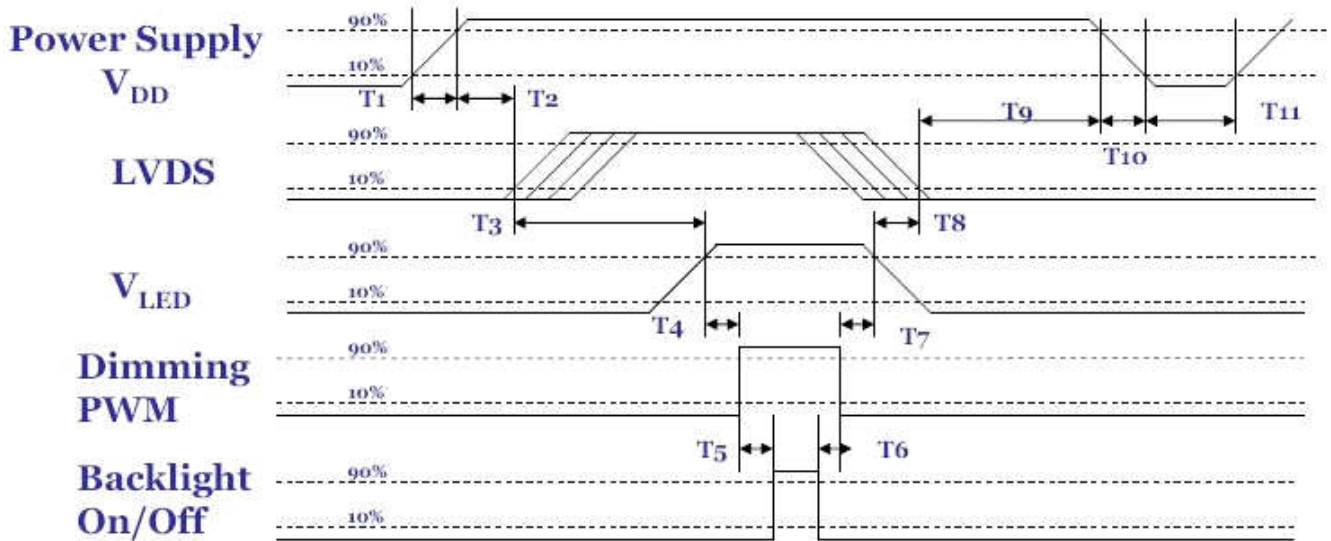 90%
Power Supply
V_DD
10%
T1
T2
T9
T11
T10
90%
LVDS
10%
T3
T8
90%
V_LED
10%
T4
T7
90%
Dimming
PWM
10%
T5
T6
90%
Backlight
On/Off
10%